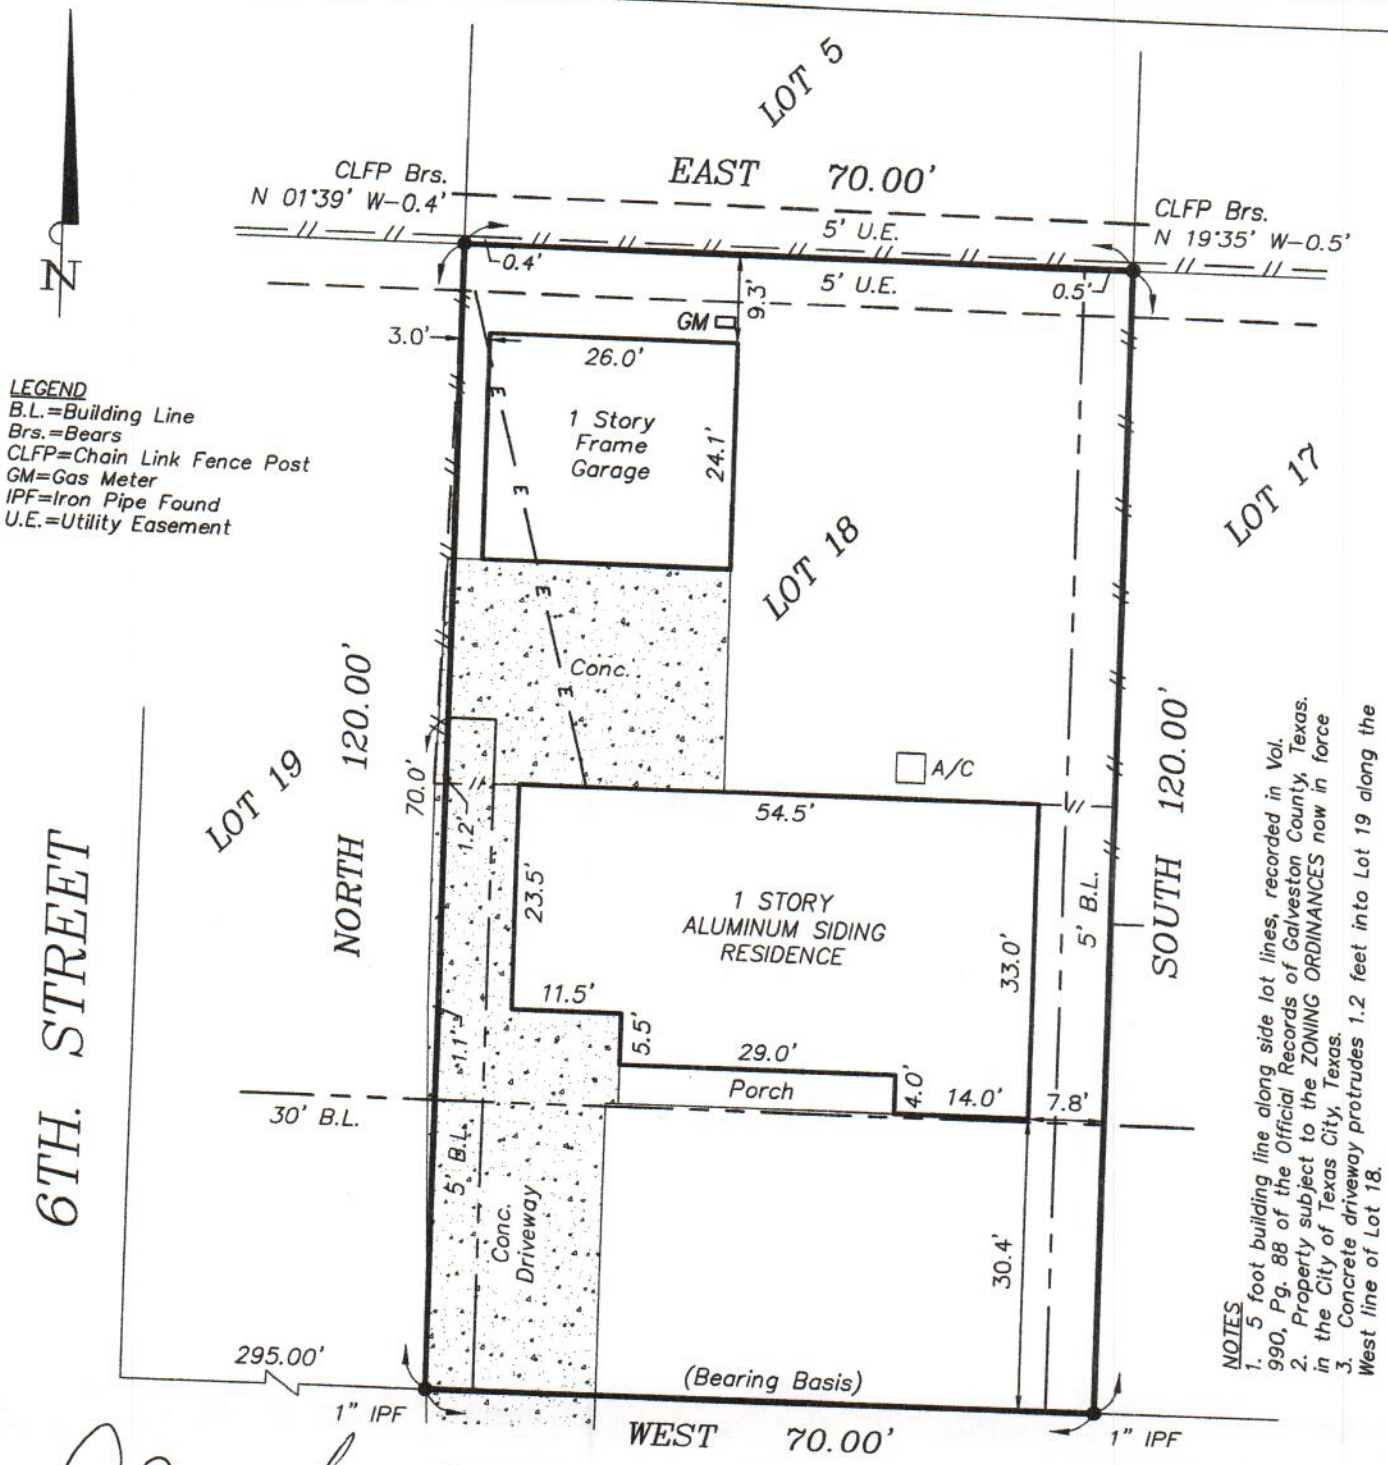 LOT 5
EAST 70.00'
CLFP Brs.
N 01°39' W-0.4'
CLFP Brs.
N 19°35' W-0.5'
5' U.E.
0.4'
5' U.E.
0.5'
N
9.3'
GM
3.0'
26.0'
LEGEND
B.L.=Building Line
Brs.=Bears
CLFP=Chain Link Fence Post
GM=Gas Meter
IPF=Iron Pipe Found
U.E.=Utility Easement
1 Story
Frame
Garage
24.1'
E
E
E
E
LOT 17
LOT 18
Conc.
NORTH 120.00'
SOUTH 120.00'
LOT 19
70.0'
A/C
1.2'
54.5'
23.5'
1 STORY
ALUMINUM SIDING
RESIDENCE
33.0'
5' B.L.
6TH. STREET
11.5'
5.5'
1.1'
29.0'
Porch
4.0'
14.0'
7.8'
30' B.L.
5' B.L.
Conc.
Driveway
30.4'
295.00'
(Bearing Basis)
1" IPF
WEST 70.00'
1" IPF
NOTES
1. 5 foot building line along side lot lines, recorded in Vol.
990, Pg. 88 of the Official Records of Galveston County, Texas.
2. Property subject to the ZONING ORDINANCES now in force
in the City of Texas City, Texas.
3. Concrete driveway protrudes 1.2 feet into Lot 19 along the
West line of Lot 18.